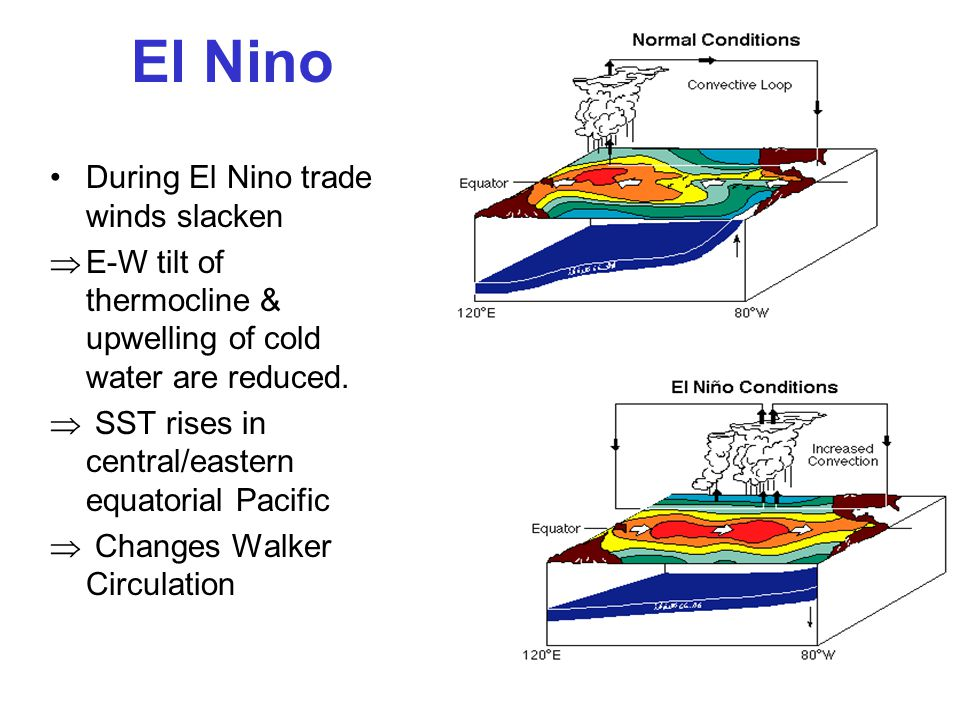 El Nino
• During El Nino trade
winds slacken
⇒ E-W tilt of
thermocline &
upwelling of cold
water are reduced.
⇒ SST rises in
central/eastern
equatorial Pacific
⇒ Changes Walker
Circulation
Normal Conditions
Convective Loop
Equator
120°E
80°W
El Niño Conditions
Increased
Convection
Equator
120°E
80°W